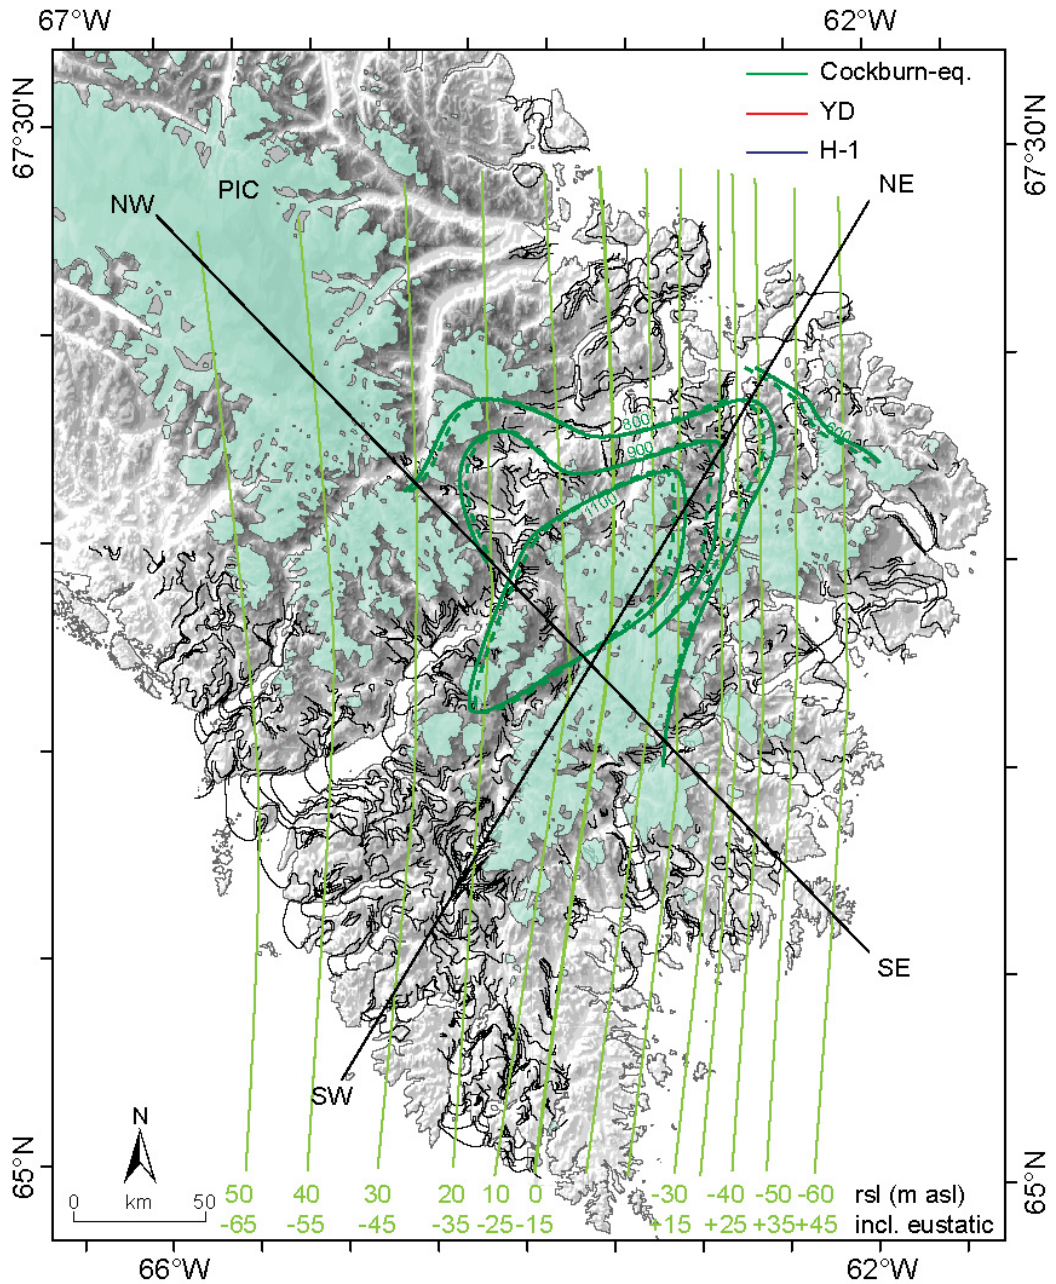 67°W 62°W
Cockburn-eq.
YD
H-1
67°30'N
67°30'N
PIC
NW
NE
800
900
1100
SE
SW
N
0 km 50
65°N
65°N
50 40 30 20 10 0 -30 -40 -50 -60 rsl (m asl)
-65 -55 -45 -35 -25 -15 +15 +25 +35 +45 incl. eustatic
66°W 62°W